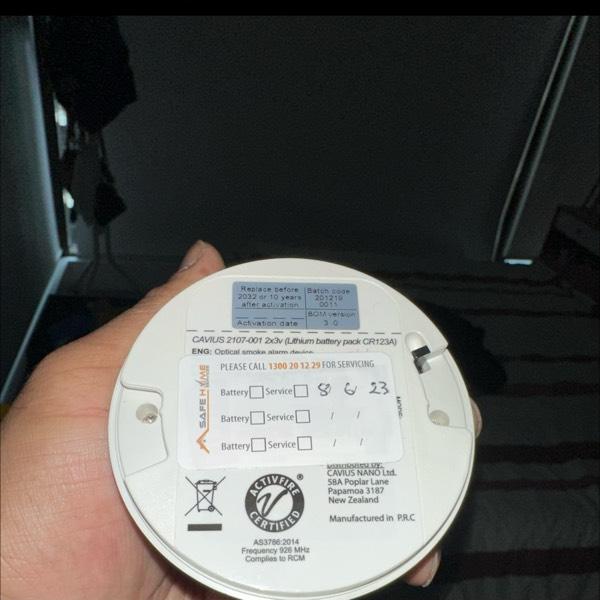 Replace before Batch code
2032 or 10 years 201219
after activation 0011
BOM version
Activation date 3.0
CAVIUS 2107-001 2x3v (Lithium battery pack CR123A)
ENG: Optical smoke alarm device
SAFE HOME
PLEASE CALL 1300 20 12 29 FOR SERVICING
Battery Service 8 6 23
Battery Service / /
Battery Service / /
Distributed by:
CAVIUS NANO Ltd.
58A Poplar Lane
Papamoa 3187
New Zealand
Manufactured in P.R.C
ACTIVFIRE ®
CERTIFIED
AS3786:2014
Frequency 926 MHz
Complies to RCM